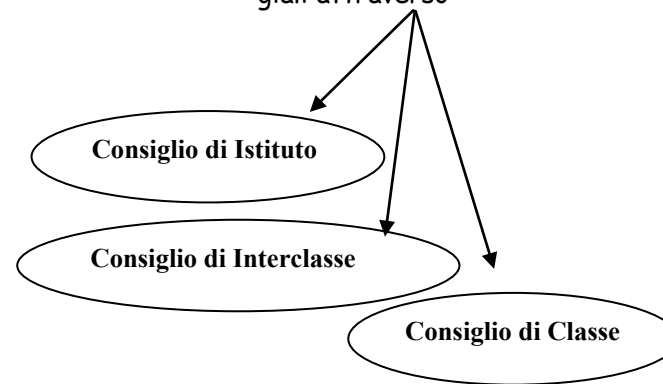 attraverso
Consiglio di Istituto
Consiglio di Interclasse
Consiglio di Classe